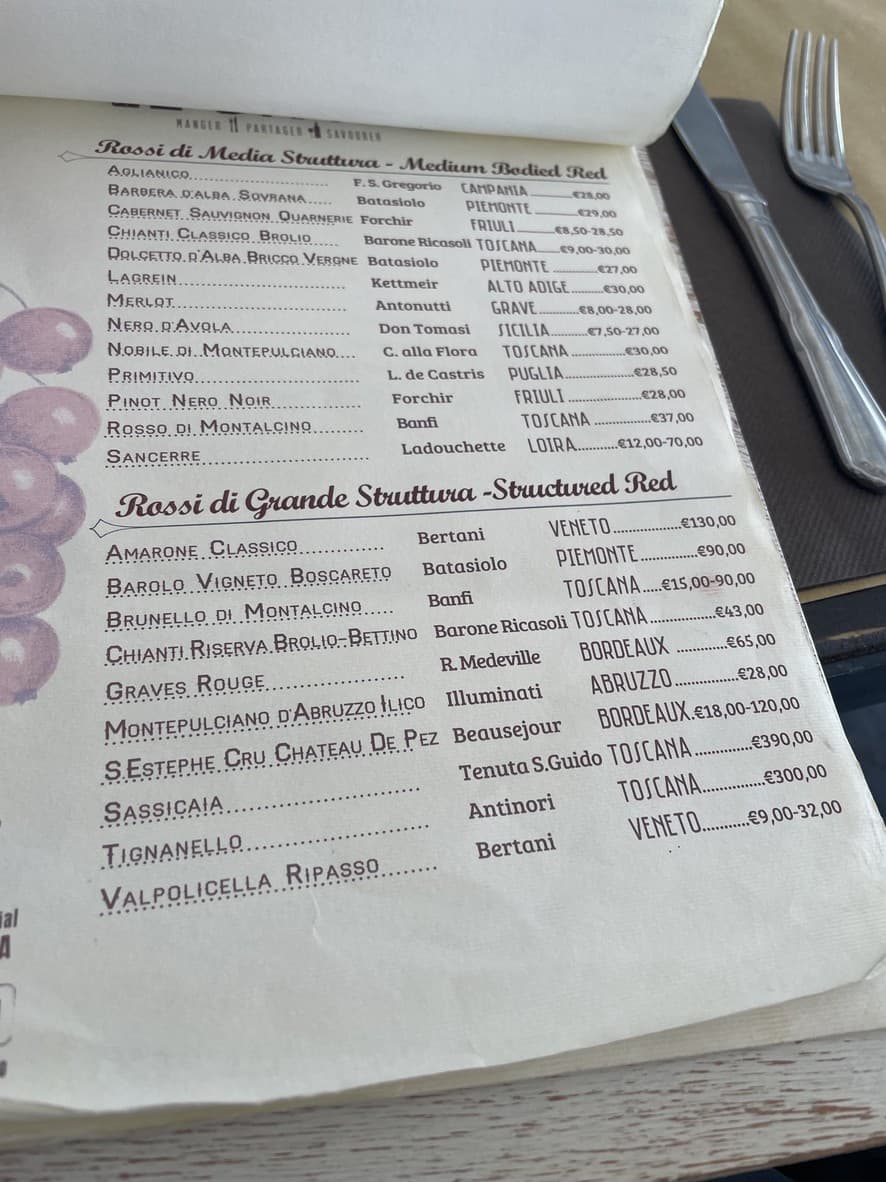 MANGER PARTAGER SAVOURER
Rossi di Media Struttura - Medium Bodied Red
AGLIANICO.............................. F. S. Gregorio CAMPANIA ..........€28,00
BARBERA D'ALBA SOVRANA..... Batasiolo PIEMONTE ..........€29,00
CABERNET SAUVIGNON QUARNERIE Forchir FRIULI..........€8,50-28,50
CHIANTI CLASSICO BROLIO..... Barone Ricasoli TOSCANA.....€9,00-30,00
DOLCETTO D'ALBA BRICCO VERGNE Batasiolo PIEMONTE ...........€27,00
LAGREIN.............................. Kettmeir ALTO ADIGE........€30,00
MERLOT.............................. Antonutti GRAVE..........€8,00-28,00
NERO D'AVOLA..................... Don Tomasi SICILIA.........€7,50-27,00
NOBILE DI MONTEPULCIANO.... C. alla Flora TOSCANA .............€30,00
PRIMITIVO........................... L. de Castris PUGLIA.................€28,50
PINOT NERO NOIR............... Forchir FRIULI ....................€28,00
ROSSO DI MONTALCINO........ Banfi TOSCANA ..............€37,00
SANCERRE........................... Ladouchette LOIRA..........€12,00-70,00
Rossi di Grande Struttura -Structured Red
AMARONE CLASSICO............. Bertani VENETO.................€130,00
BAROLO VIGNETO BOSCARETO Batasiolo PIEMONTE..............€90,00
BRUNELLO DI MONTALCINO..... Banfi TOSCANA.....€15,00-90,00
CHIANTI RISERVA BROLIO-BETTINO Barone Ricasoli TOSCANA................€43,00
GRAVES ROUGE..................... R. Medeville BORDEAUX ............€65,00
MONTEPULCIANO D'ABRUZZO ILICO Illuminati ABRUZZO...............€28,00
S.ESTEPHE CRU CHATEAU DE PEZ Beausejour BORDEAUX.€18,00-120,00
SASSICAIA........................... Tenuta S.Guido TOSCANA .............€390,00
TIGNANELLO........................ Antinori TOSCANA..............€300,00
VALPOLICELLA RIPASSO........ Bertani VENETO..........€9,00-32,00
ial
A